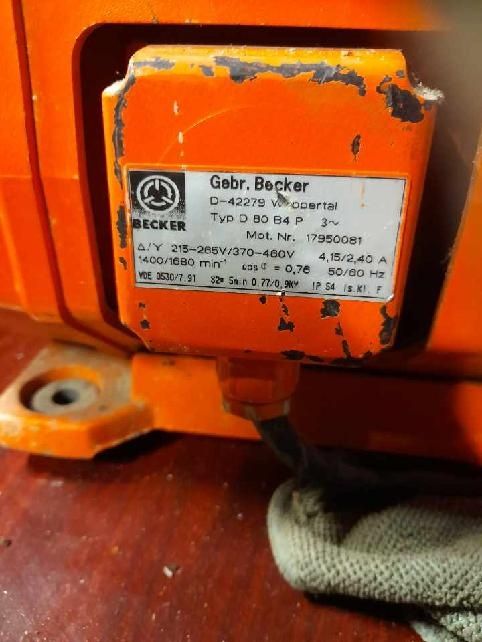 BECKER
Gebr. Becker
D-42279 Wuppertal
Typ D 80 B4 P 3~
Mot. Nr. 17950081
Δ/Y 215-265V/370-460V 4,15/2,40 A
1400/1680 min⁻¹ cos φ = 0,76 50/60 Hz
VDE 0530/7.91 S2= 5min 0.77/0,9KW IP 54 Is.Kl. F